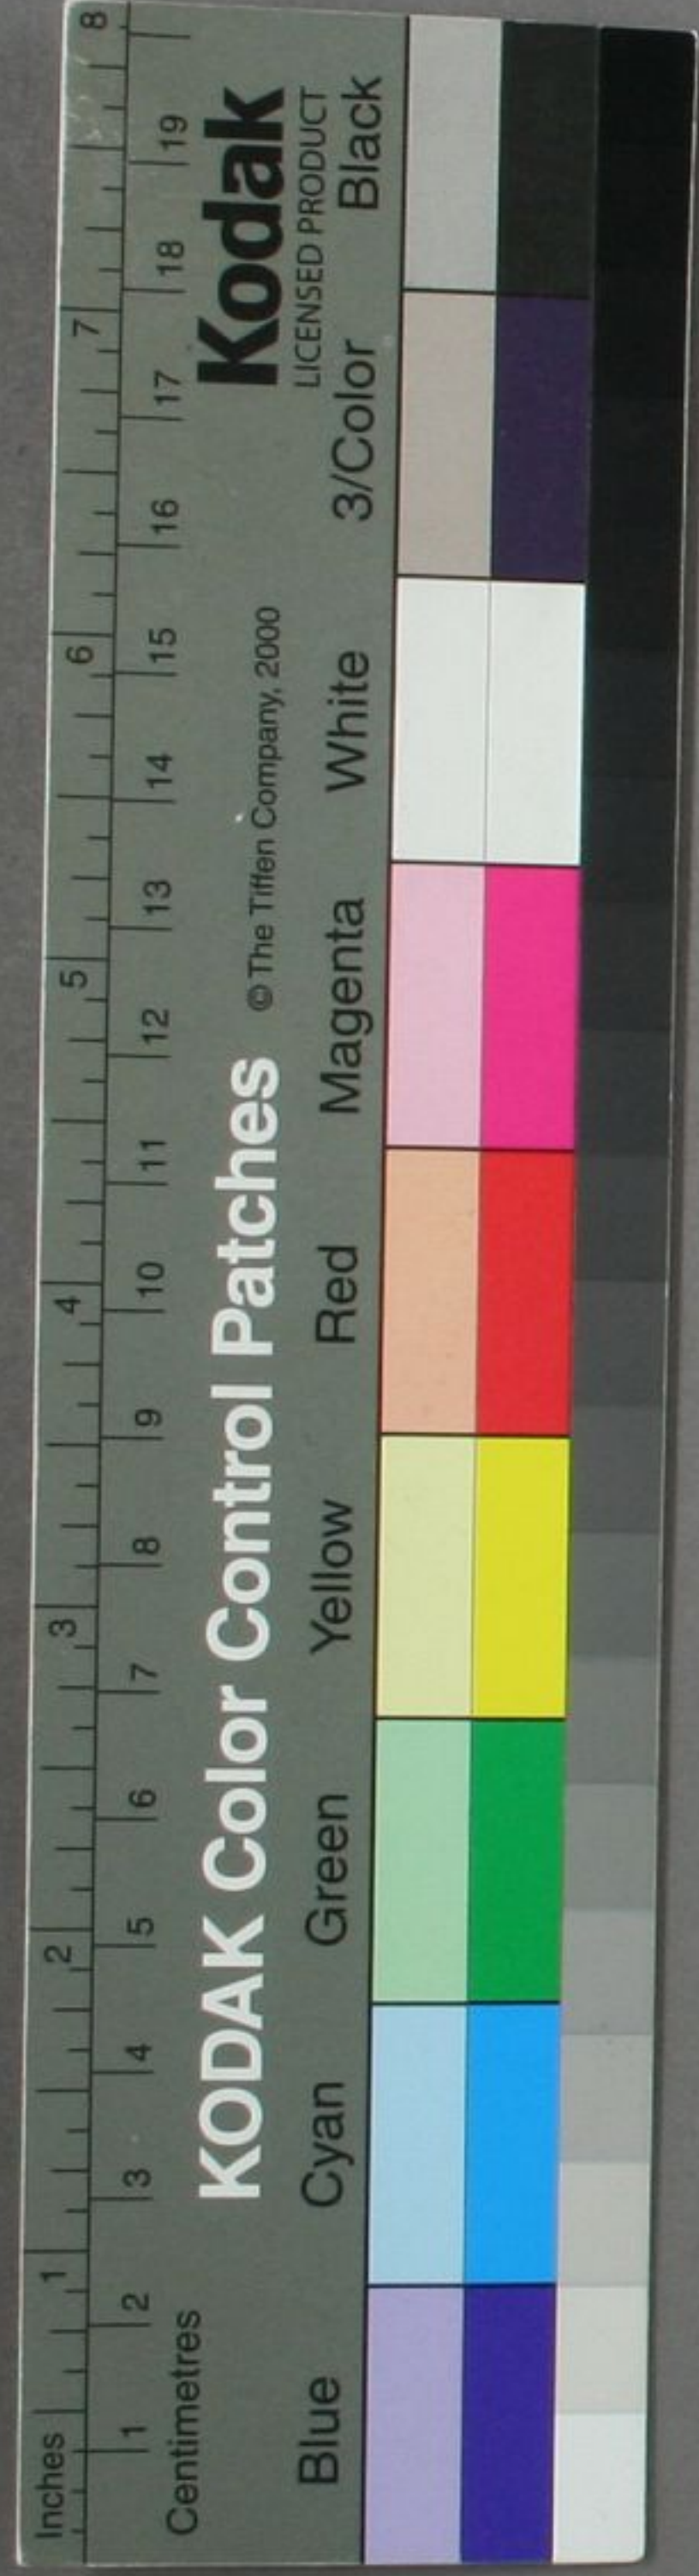 Inches 1 2 3 4 5 6 7 8
1 2 3 4 5 6 7 8 9 10 11 12 13 14 15 16 17 18 19
Centimetres
KODAK Color Control Patches © The Tiffen Company, 2000 Kodak
LICENSED PRODUCT
Blue Cyan Green Yellow Red Magenta White 3/Color Black